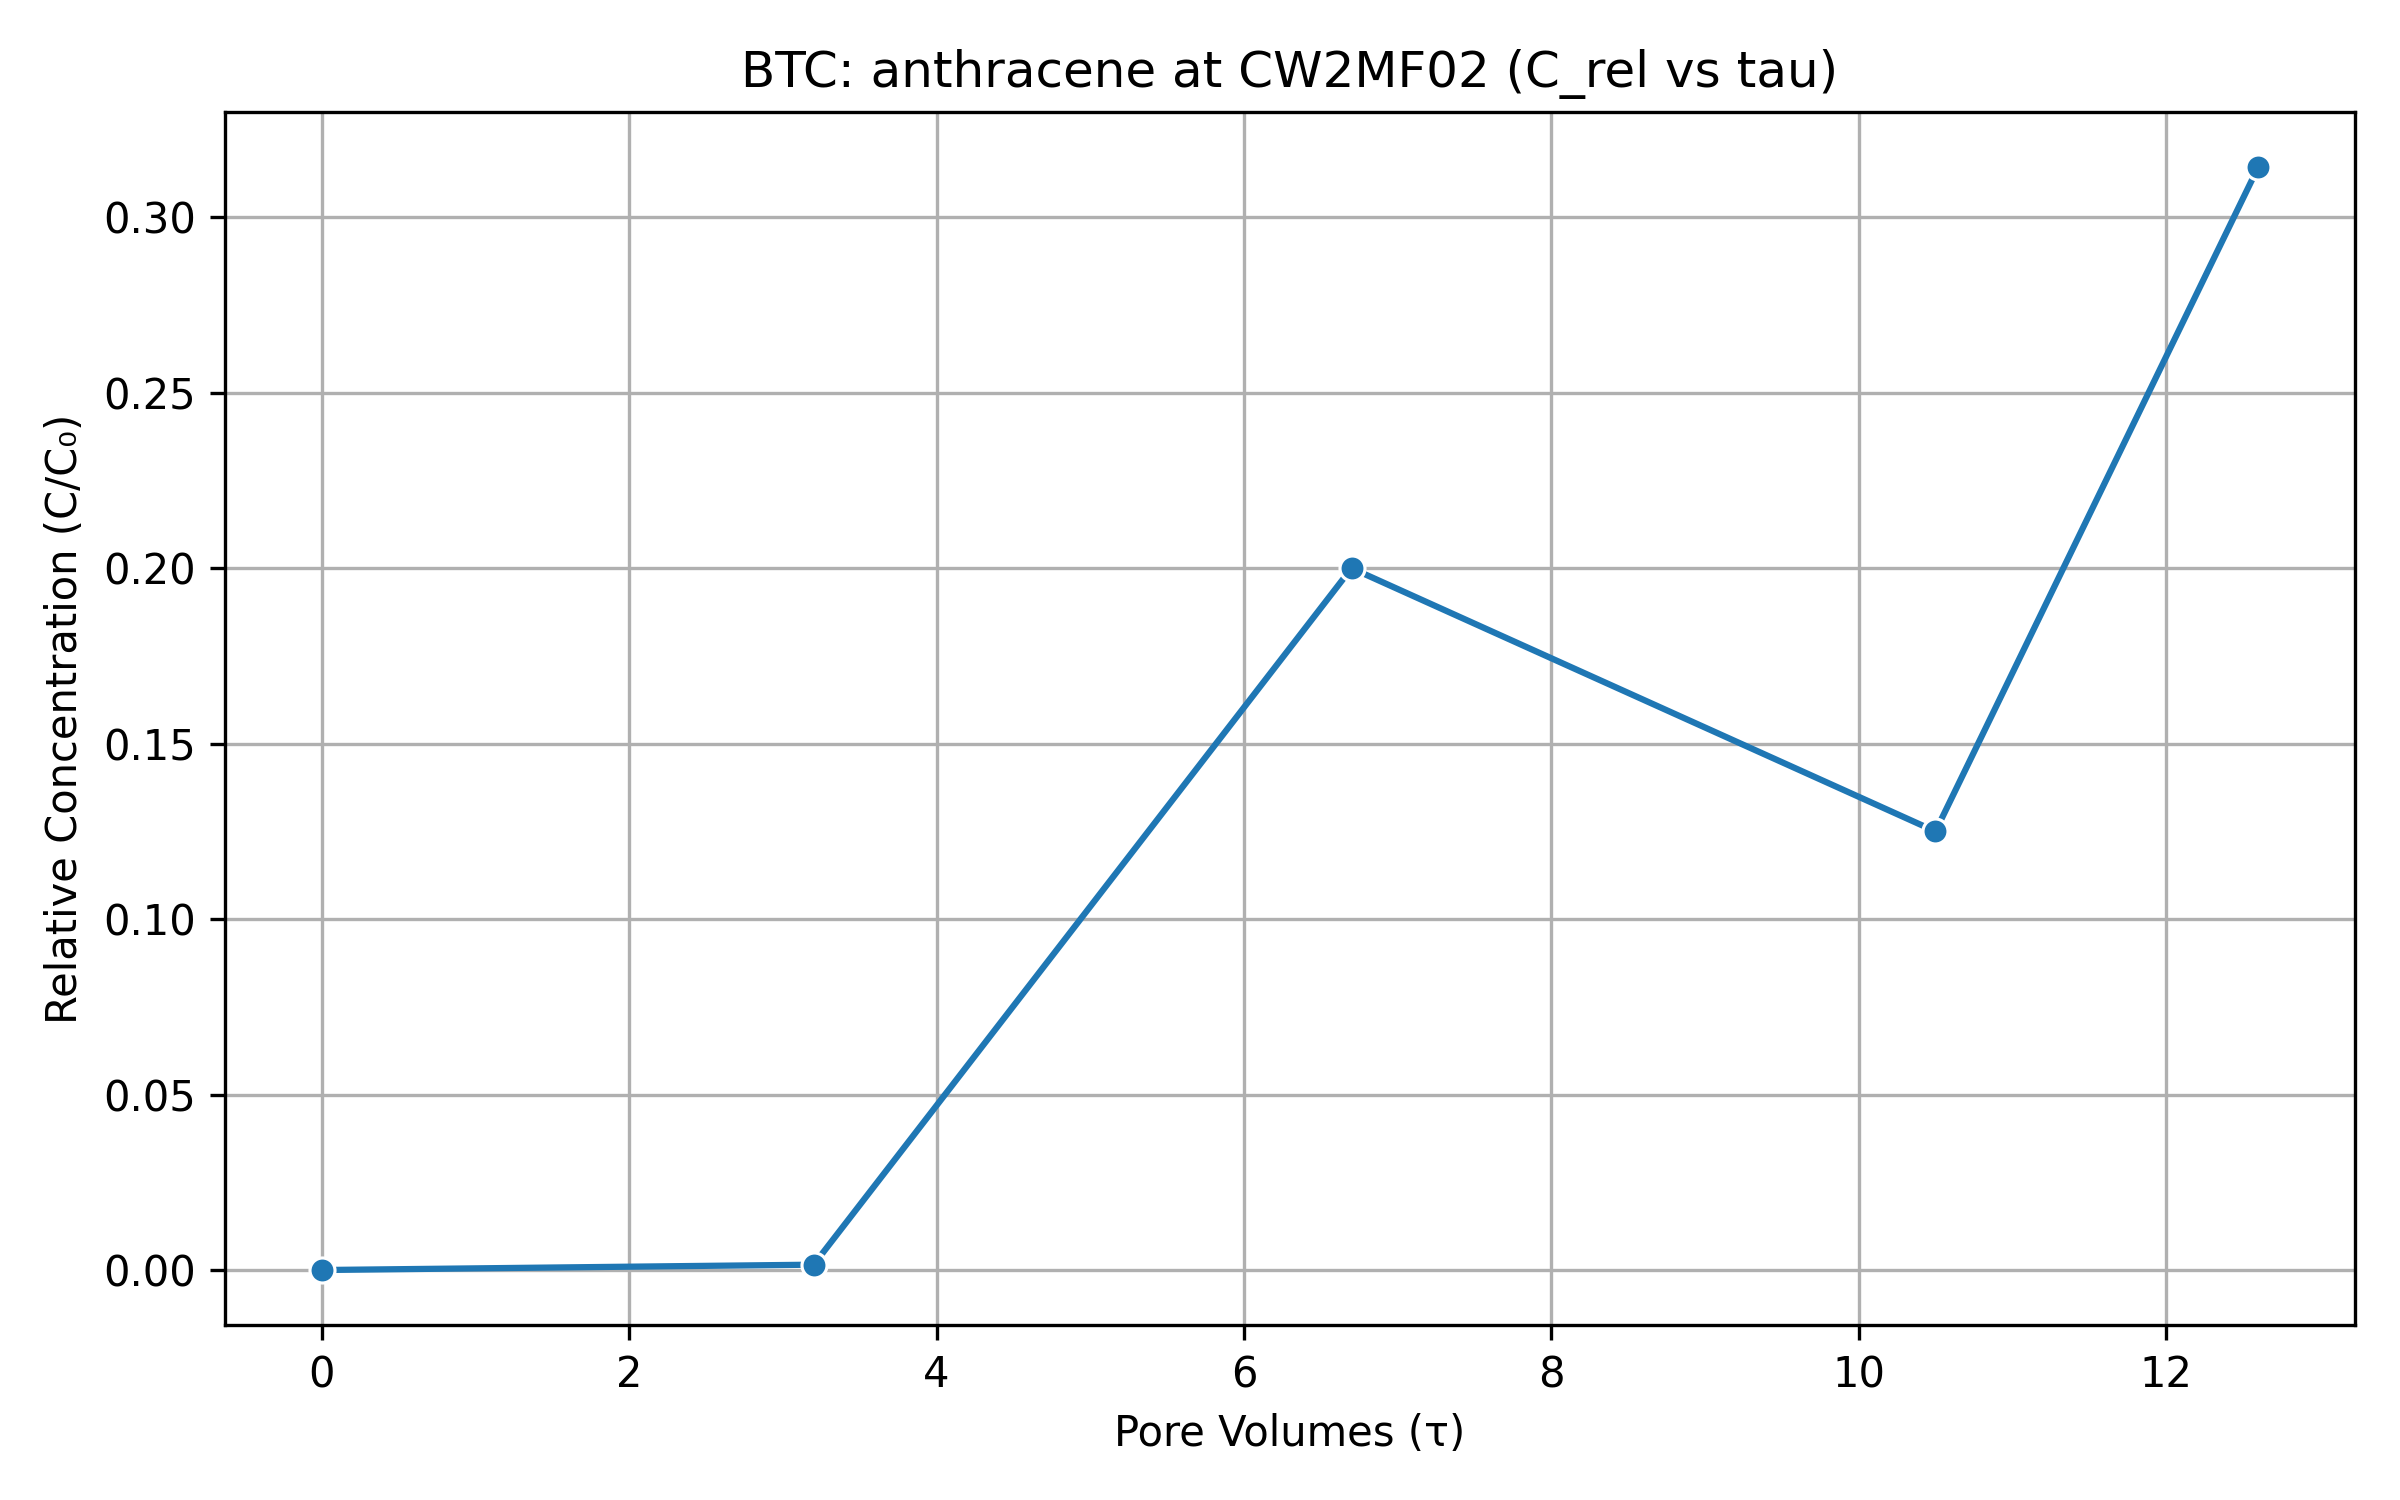 BTC: anthracene at CW2MF02 (C_rel vs tau)
Relative Concentration (C/C₀)
0.30
0.25
0.20
0.15
0.10
0.05
0.00
0 2 4 6 8 10 12
Pore Volumes (τ)